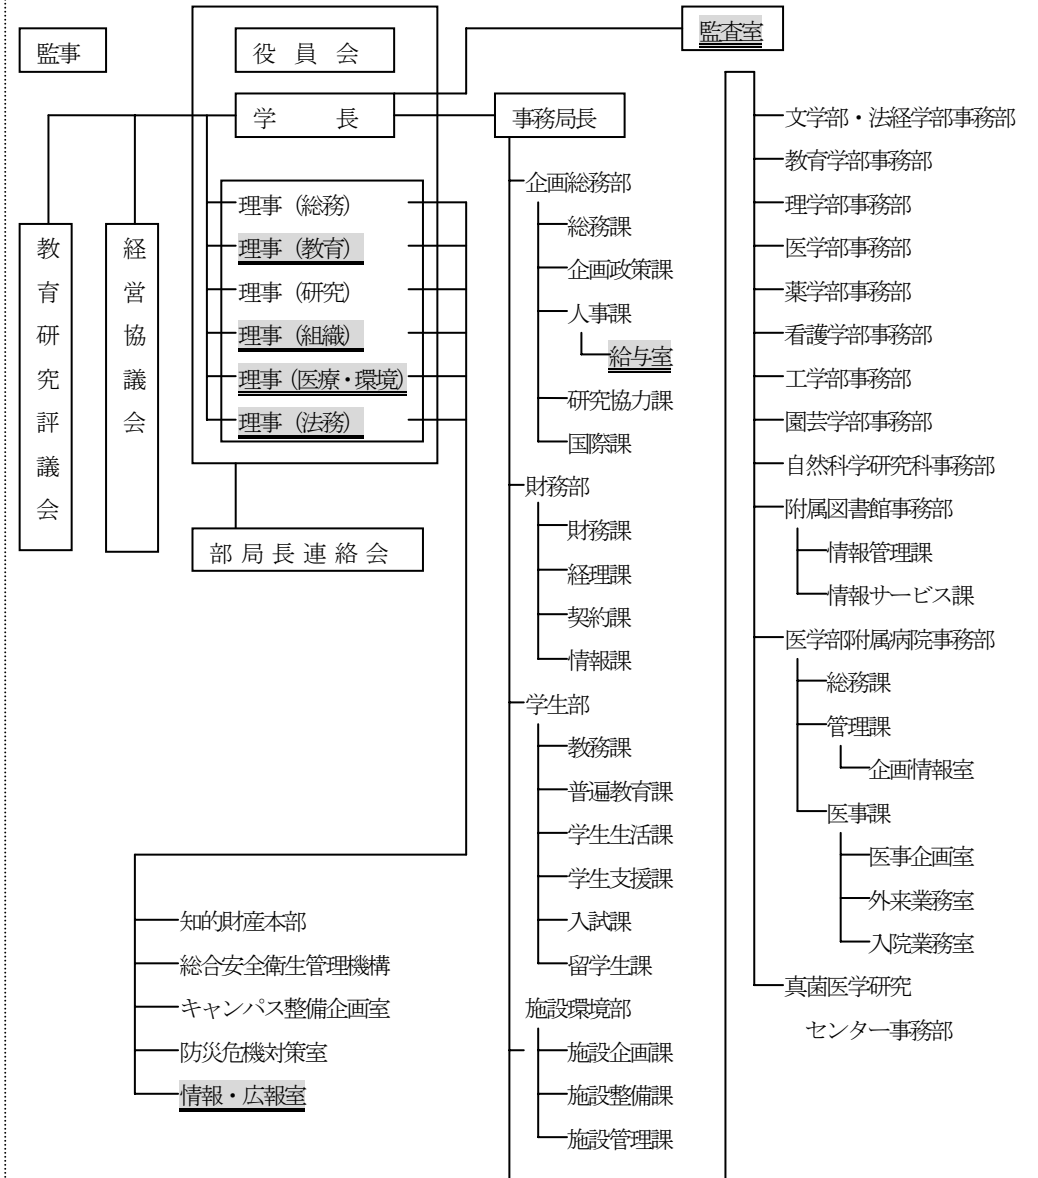 監事
役員会
学長
監査室
事務局長
教育研究評議会
経営協議会
理事（総務）
理事（教育）
理事（研究）
理事（組織）
理事（医療・環境）
理事（法務）
部局長連絡会
知的財産本部
総合安全衛生管理機構
キャンパス整備企画室
防災危機対策室
情報・広報室
企画総務部
総務課
企画政策課
人事課
給与室
研究協力課
国際課
財務部
財務課
経理課
契約課
情報課
学生部
教務課
普遍教育課
学生生活課
学生支援課
入試課
留学生課
施設環境部
施設企画課
施設整備課
施設管理課
文学部・法経学部事務部
教育学部事務部
理学部事務部
医学部事務部
薬学部事務部
看護学部事務部
工学部事務部
園芸学部事務部
自然科学研究科事務部
附属図書館事務部
情報管理課
情報サービス課
医学部附属病院事務部
総務課
管理課
企画情報室
医事課
医事企画室
外来業務室
入院業務室
真菌医学研究
センター事務部